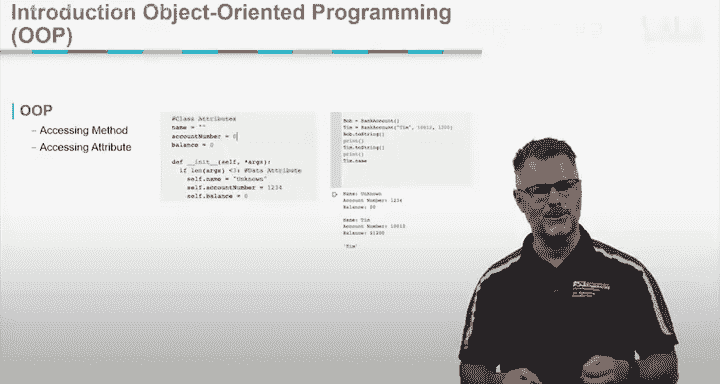 Introduction Object-Oriented Programming
(OOP)
OOP
– Accessing Method
– Accessing Attribute
#Class Attributes
name = ""
accountNumber = 0
balance = 0
def __init__(self, *args):
if len(args) <1: #Data Attribute
self.name = "Unknown"
self.accountNumber = 1234
self.balance = 0
Bob = BankAccount()
Tim = BankAccount("Tim", 10012, 1200)
Bob.toString()
print()
Tim.toString()
print()
Tim.name
Name: Unknown
Account Number: 1234
Balance: $0
Name: Tim
Account Number: 10012
Balance: $1200
'Tim'